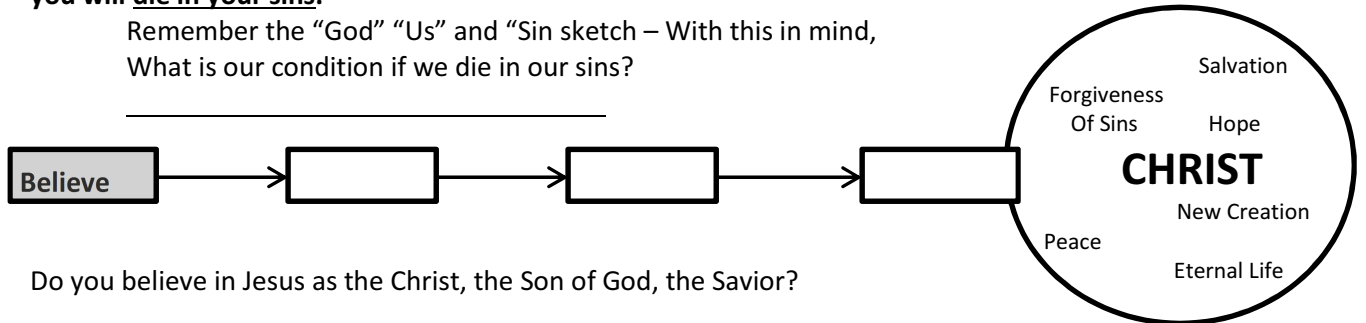 you will die in your sins.
Remember the “God” “Us” and “Sin sketch – With this in mind,
What is our condition if we die in our sins?
Salvation
Forgiveness
Of Sins
Hope
Believe
CHRIST
New Creation
Peace
Eternal Life
Do you believe in Jesus as the Christ, the Son of God, the Savior?